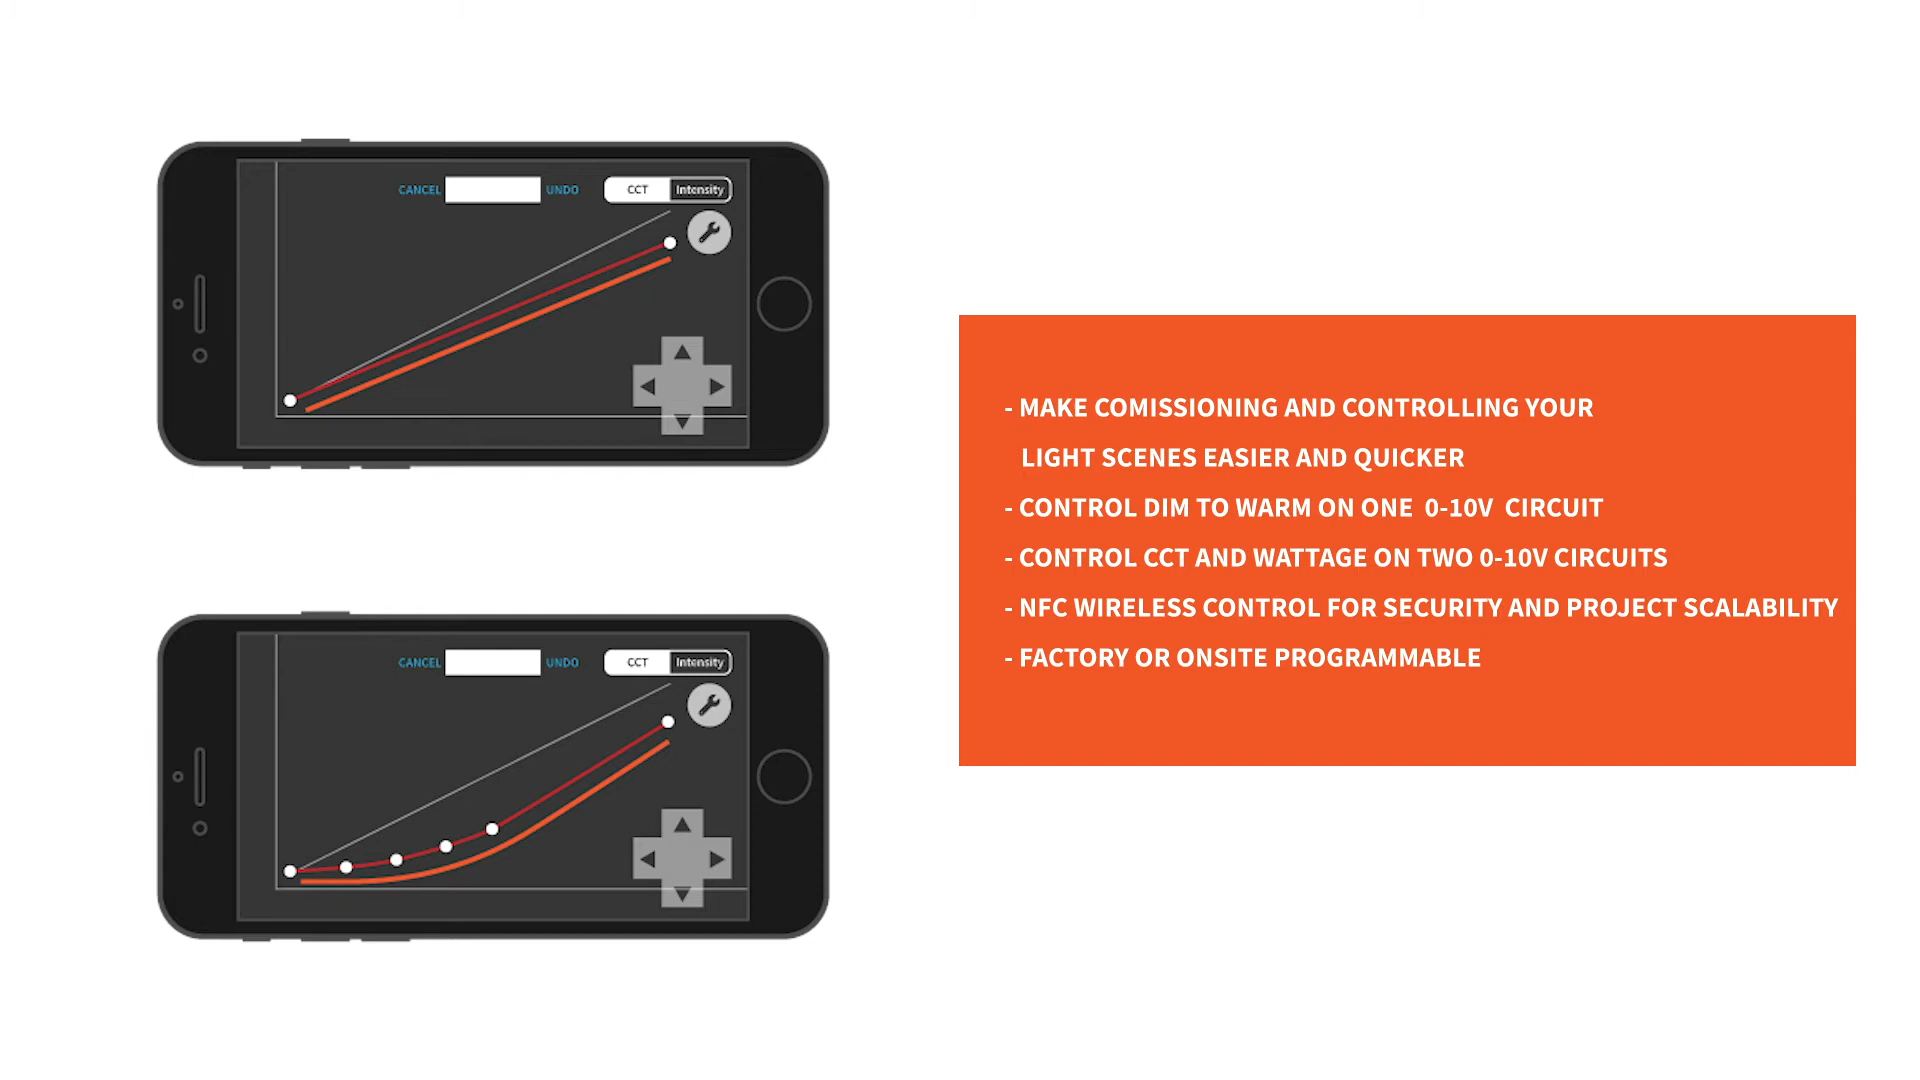 CANCEL UNDO CCT Intensity
- MAKE COMISSIONING AND CONTROLLING YOUR
LIGHT SCENES EASIER AND QUICKER
- CONTROL DIM TO WARM ON ONE 0-10V CIRCUIT
- CONTROL CCT AND WATTAGE ON TWO 0-10V CIRCUITS
- NFC WIRELESS CONTROL FOR SECURITY AND PROJECT SCALABILITY
- FACTORY OR ONSITE PROGRAMMABLE
CANCEL UNDO CCT Intensity